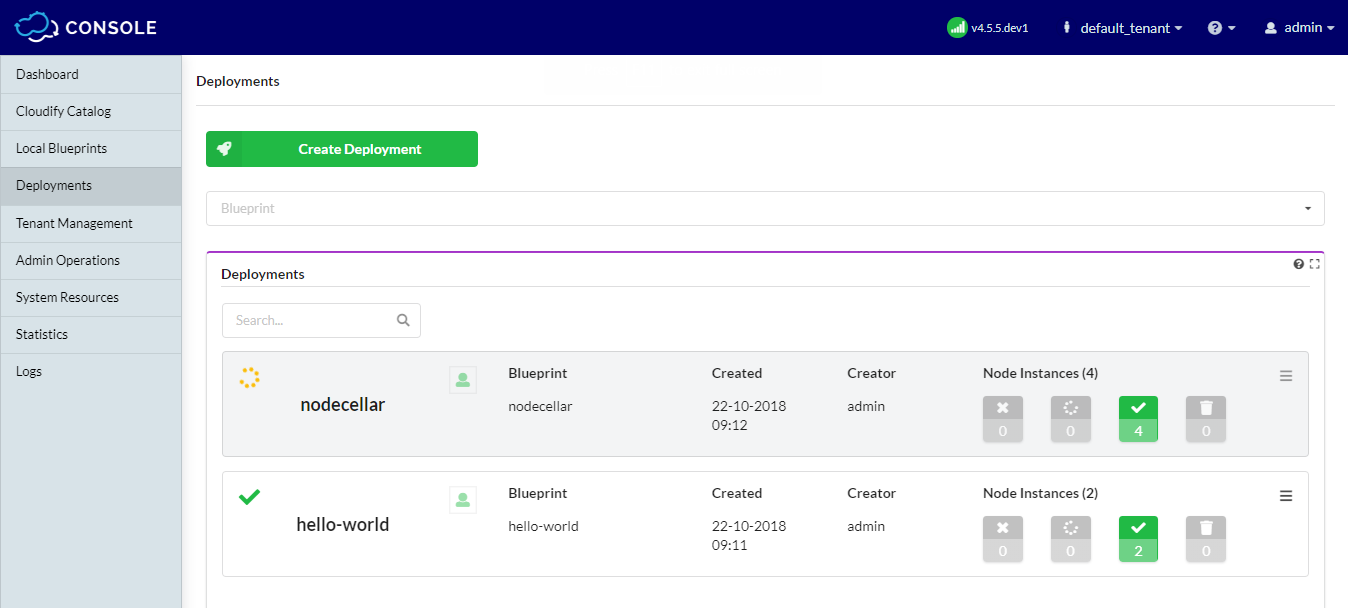 CONSOLE
v4.5.5.dev1
default_tenant
admin
Dashboard
Cloudify Catalog
Local Blueprints
Deployments
Tenant Management
Admin Operations
System Resources
Statistics
Logs
Deployments
Create Deployment
Blueprint
Deployments
Search...
nodecellar
Blueprint
nodecellar
Created
22-10-2018
09:12
Creator
admin
Node Instances (4)
0
0
4
0
hello-world
Blueprint
hello-world
Created
22-10-2018
09:11
Creator
admin
Node Instances (2)
0
0
2
0